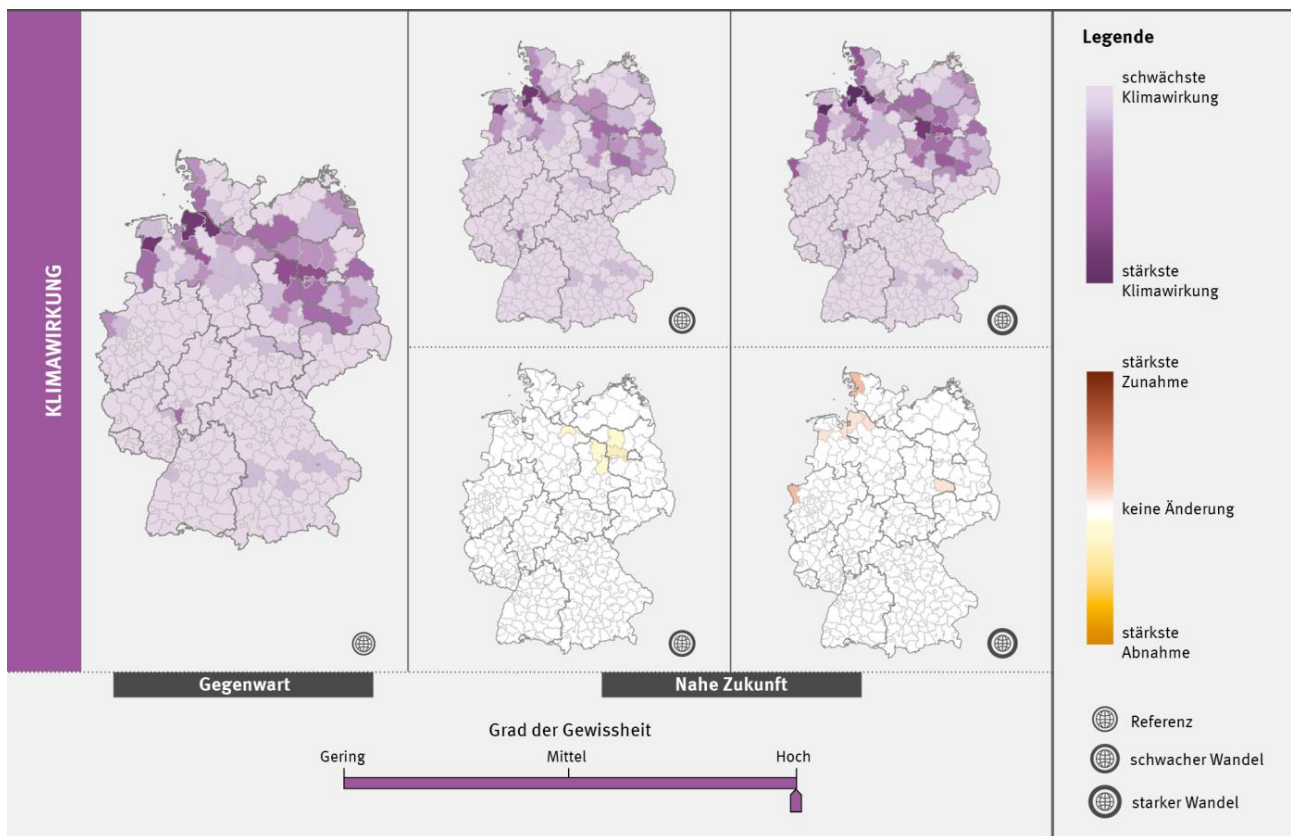 KLIMAWIRKUNG
Gegenwart
Nahe Zukunft
Grad der Gewissheit
Gering
Mittel
Hoch
Legende
schwächste
Klimawirkung
stärkste
Klimawirkung
stärkste
Zunahme
keine Änderung
stärkste
Abnahme
Referenz
schwacher Wandel
starker Wandel